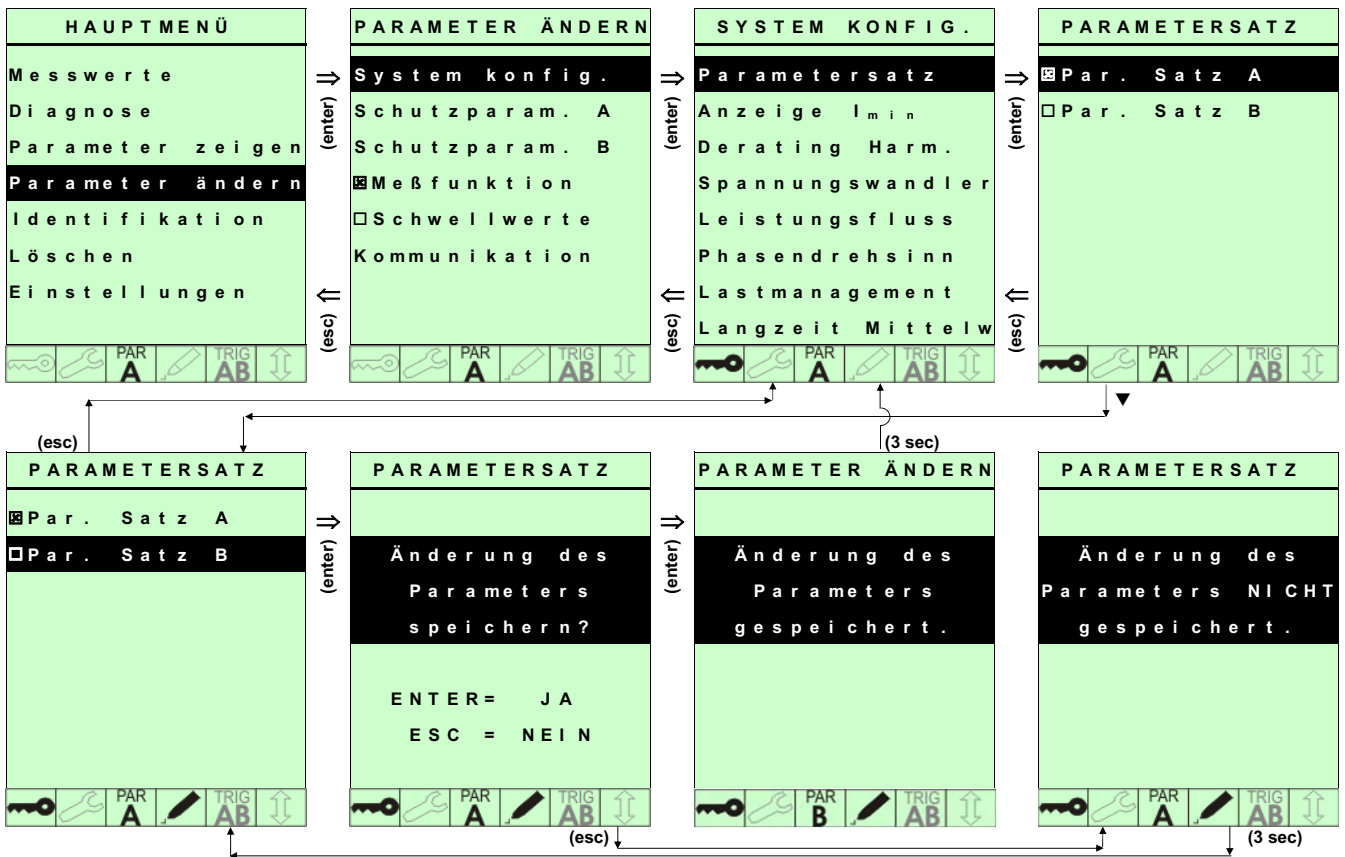 HAUPTMENÜ
Messwerte
Diagnose
Parameter zeigen
Parameter ändern
Identifikation
Löschen
Einstellungen
PAR
A
TRIG
AB
⇒
(enter)
⇐
(esc)
PARAMETER ÄNDERN
System konfig.
Schutzparam. A
Schutzparam. B
☒Meßfunktion
☐Schwellwerte
Kommunikation
PAR
A
TRIG
AB
⇒
(enter)
⇐
(esc)
SYSTEM KONFIG.
Parametersatz
Anzeige Imin
Derating Harm.
Spannungswandler
Leistungsfluss
Phasendrehsinn
Lastmanagement
Langzeit Mittelw
PAR
A
TRIG
AB
⇒
(enter)
⇐
(esc)
PARAMETERSATZ
☒Par. Satz A
☐Par. Satz B
PAR
A
TRIG
AB
▼
(esc)
(3 sec)
PARAMETERSATZ
☒Par. Satz A
☐Par. Satz B
PAR
A
TRIG
AB
⇒
(enter)
PARAMETERSATZ
Änderung des
Parameters
speichern?
ENTER= JA
ESC = NEIN
PAR
A
TRIG
AB
⇒
(enter)
PARAMETER ÄNDERN
Änderung des
Parameters
gespeichert.
PAR
B
TRIG
AB
PARAMETERSATZ
Änderung des
Parameters NICHT
gespeichert.
PAR
A
TRIG
AB
(esc)
(3 sec)